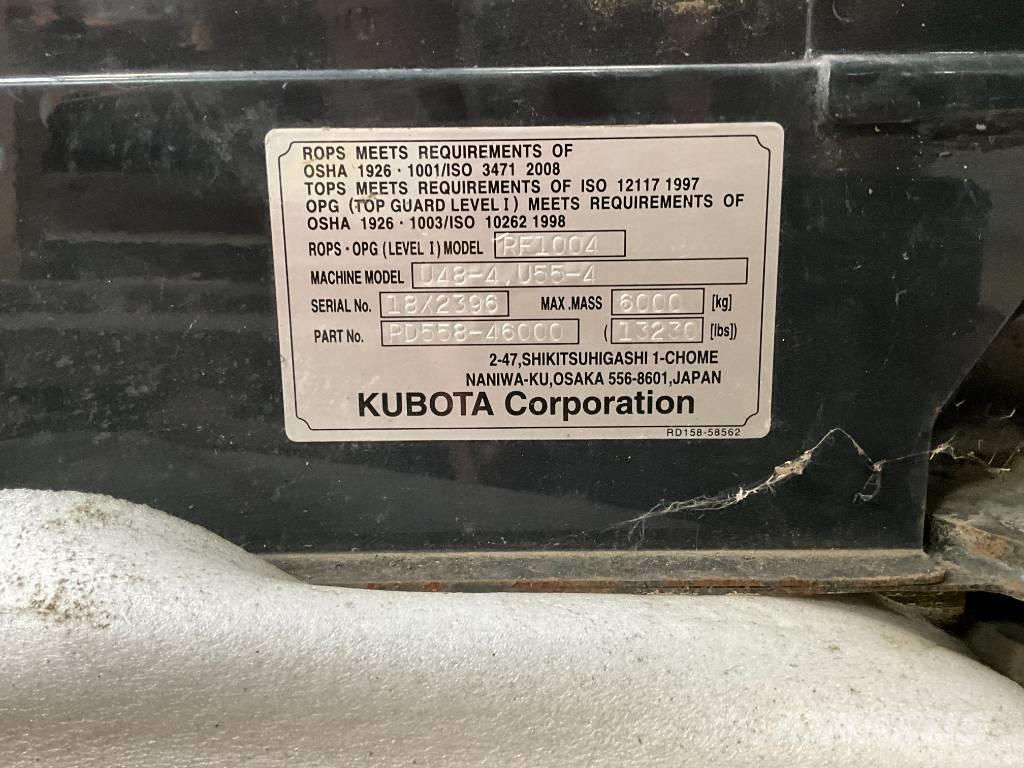 ROPS MEETS REQUIREMENTS OF
OSHA 1926・1001/ISO 3471 2008
TOPS MEETS REQUIREMENTS OF ISO 12117 1997
OPG (TOP GUARD LEVEL I) MEETS REQUIREMENTS OF
OSHA 1926・1003/ISO 10262 1998
ROPS・OPG (LEVEL I) MODEL RF1004
MACHINE MODEL U48-4,U55-4
SERIAL No. 18X2396 MAX.MASS 6000 [kg]
PART No. RD558-46000 (13230 [lbs])
2-47,SHIKITSUHIGASHI 1-CHOME
NANIWA-KU,OSAKA 556-8601,JAPAN
KUBOTA Corporation
RD158-58562